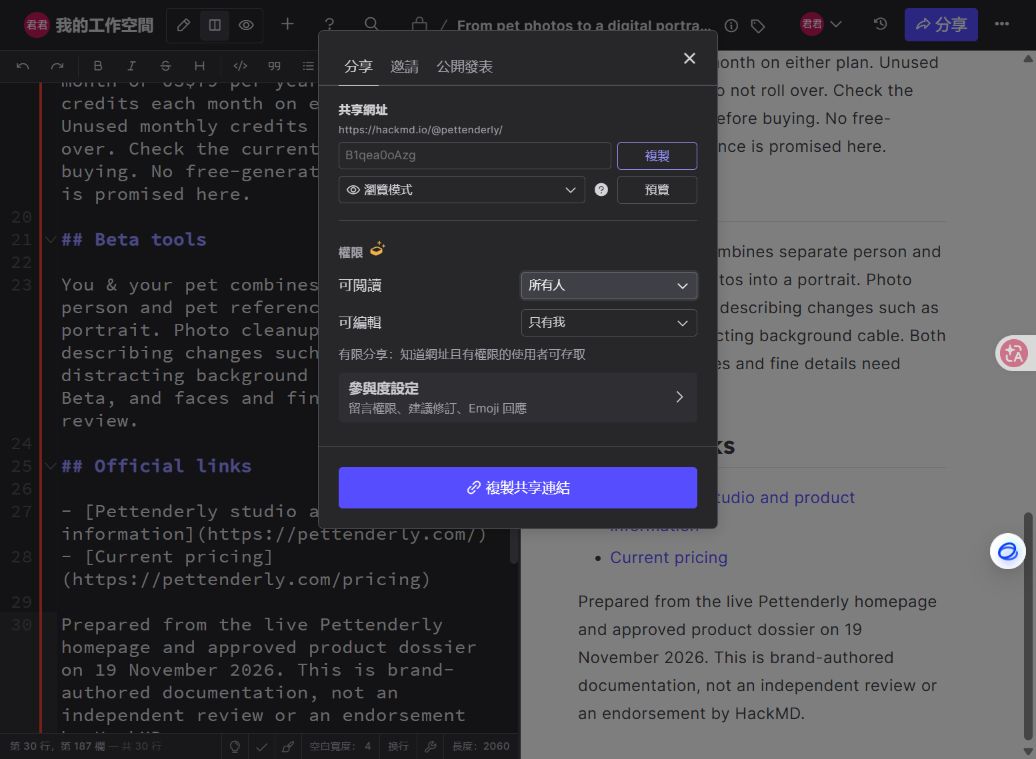 君君 我的工作空間
From pet photos to a digital portra...
君君
分享
month or US$79 per year
credits each month on e
Unused monthly credits
over. Check the current
buying. No free-generat
is promised here.
20
21 ## Beta tools
22
23 You & your pet combines
person and pet referenc
portrait. Photo cleanup
describing changes such
distracting background
Beta, and faces and fin
review.
24
25 ## Official links
26
27 - [Pettenderly studio a
information](https://pettenderly.com/)
28 - [Current pricing]
(https://pettenderly.com/pricing)
29
30 Prepared from the live Pettenderly
homepage and approved product dossier
on 19 November 2026. This is brand-
authored documentation, not an
independent review or an endorsement
by HackMD.
第 30 行，第 187 欄 — 共 30 行
空白寬度： 4
換行
長度： 2060
分享 邀請 公開發表
共享網址
https://hackmd.io/@pettenderly/
B1qea0oAzg
複製
瀏覽模式
預覽
權限
可閱讀
所有人
可編輯
只有我
有限分享：知道網址且有權限的使用者可存取
參與度設定
留言權限、建議修訂、Emoji 回應
複製共享連結
onth on either plan. Unused
o not roll over. Check the
efore buying. No free-
nce is promised here.
mbines separate person and
tos into a portrait. Photo
describing changes such as
cting background cable. Both
s and fine details need
ks
tudio and product
information
• Current pricing
Prepared from the live Pettenderly homepage
and approved product dossier on 19
November 2026. This is brand-authored
documentation, not an independent review or
an endorsement by HackMD.